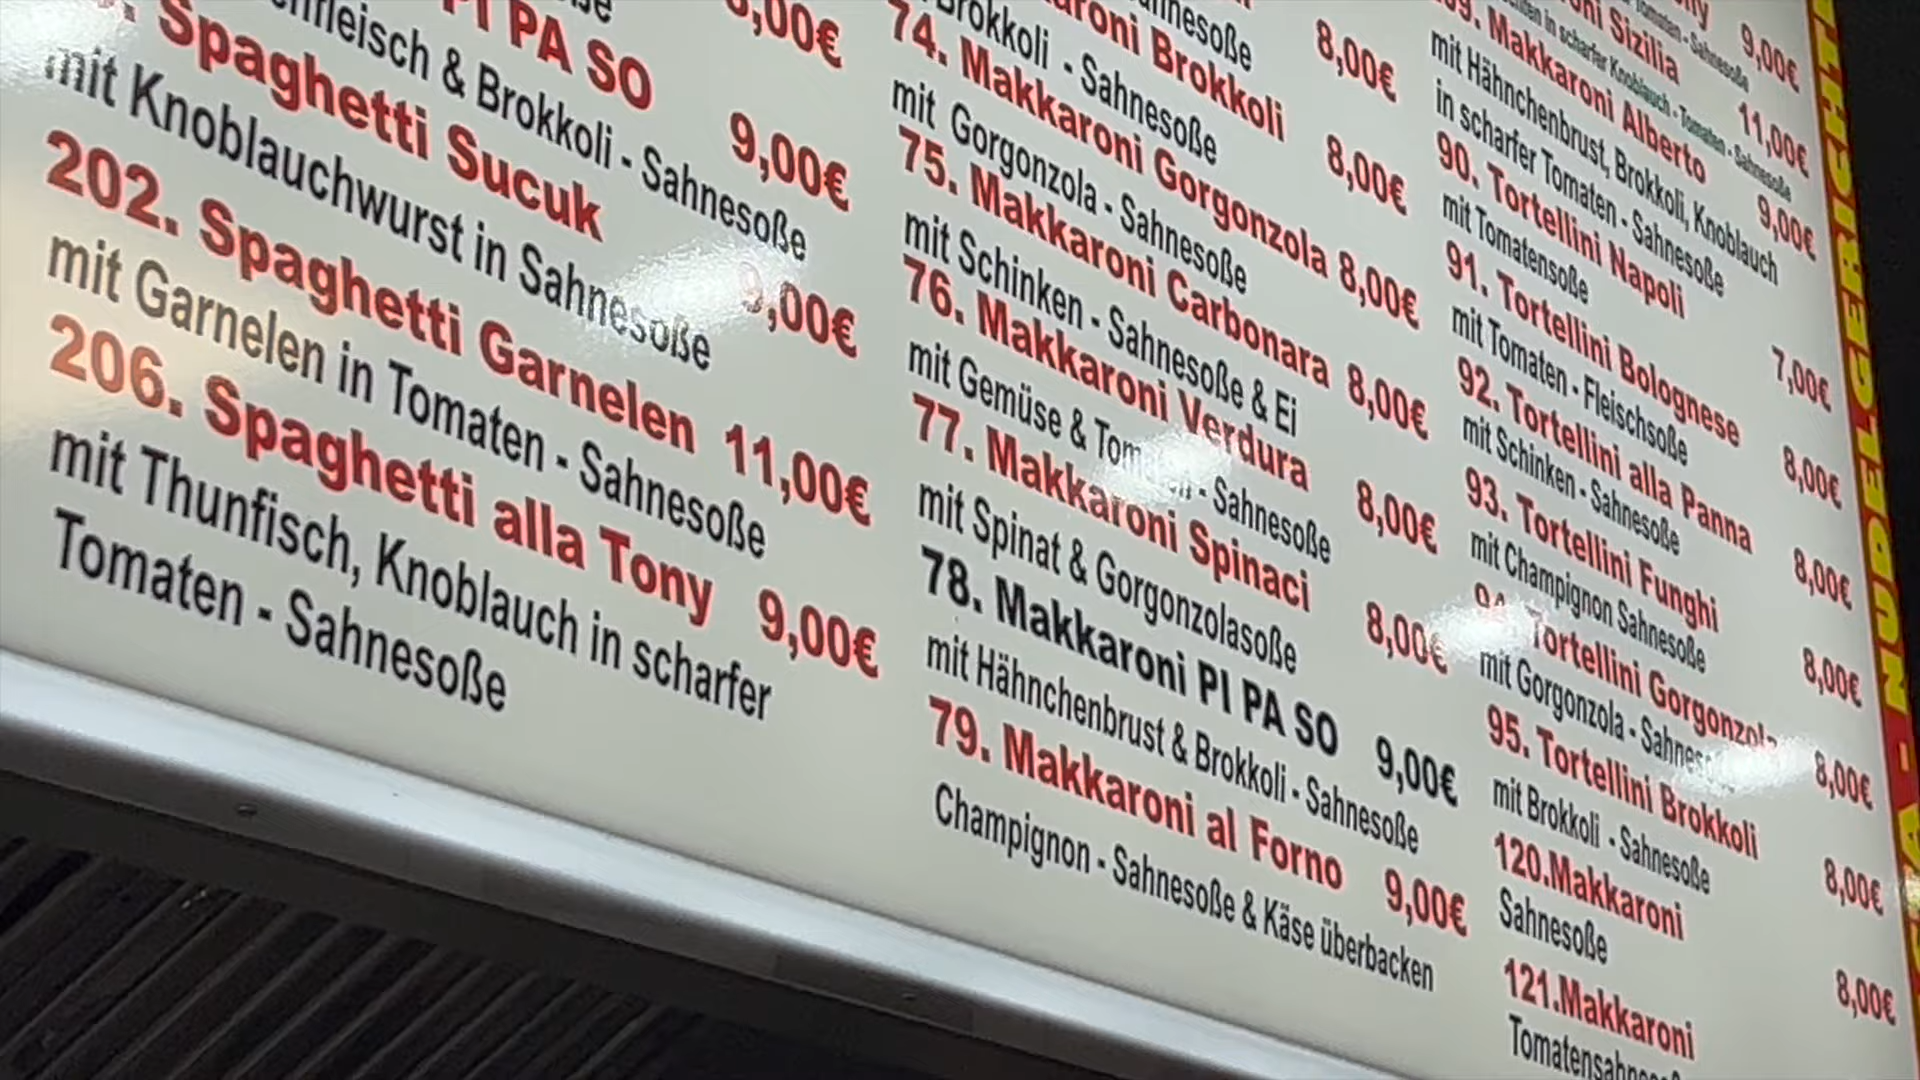 PI PA SO
& Brokkoli - Sahnesoße 9,00€
Spaghetti Sucuk
mit Knoblauchwurst in Sahnesoße 9,00€
202. Spaghetti Garnelen 11,00€
mit Garnelen in Tomaten - Sahnesoße
206. Spaghetti alla Tony 9,00€
mit Thunfisch, Knoblauch in scharfer
Tomaten - Sahnesoße
Brokkoli 8,00€
Brokkoli - Sahnesoße
74. Makkaroni Gorgonzola 8,00€
mit Gorgonzola - Sahnesoße
75. Makkaroni Carbonara 8,00€
mit Schinken - Sahnesoße & Ei
76. Makkaroni Verdura 8,00€
mit Gemüse & - Sahnesoße
77. Makkaroni Spinaci 8,00€
mit Spinat & Gorgonzolasoße
78. Makkaroni PI PA SO 9,00€
mit Hähnchenbrust & Brokkoli - Sahnesoße
79. Makkaroni al Forno 9,00€
Champignon - Sahnesoße & Käse überbacken
9,00€
Sizilia 11,00€
in scharfer Knoblauch - Tomaten - Sahnesoße
Makkaroni Alberto 9,00€
mit Hähnchenbrust, Brokkoli, Knoblauch
in scharfer Tomaten - Sahnesoße
90. Tortellini Napoli 7,00€
mit Tomatensoße
91. Tortellini Bolognese 8,00€
mit Tomaten - Fleischsoße
92. Tortellini alla Panna 8,00€
mit Schinken - Sahnesoße
93. Tortellini Funghi 8,00€
mit Champignon Sahnesoße
94. Tortellini Gorgonzola 8,00€
mit Gorgonzola -
95. Tortellini Brokkoli 8,00€
mit Brokkoli - Sahnesoße
120.Makkaroni 8,00€
Sahnesoße
121.Makkaroni